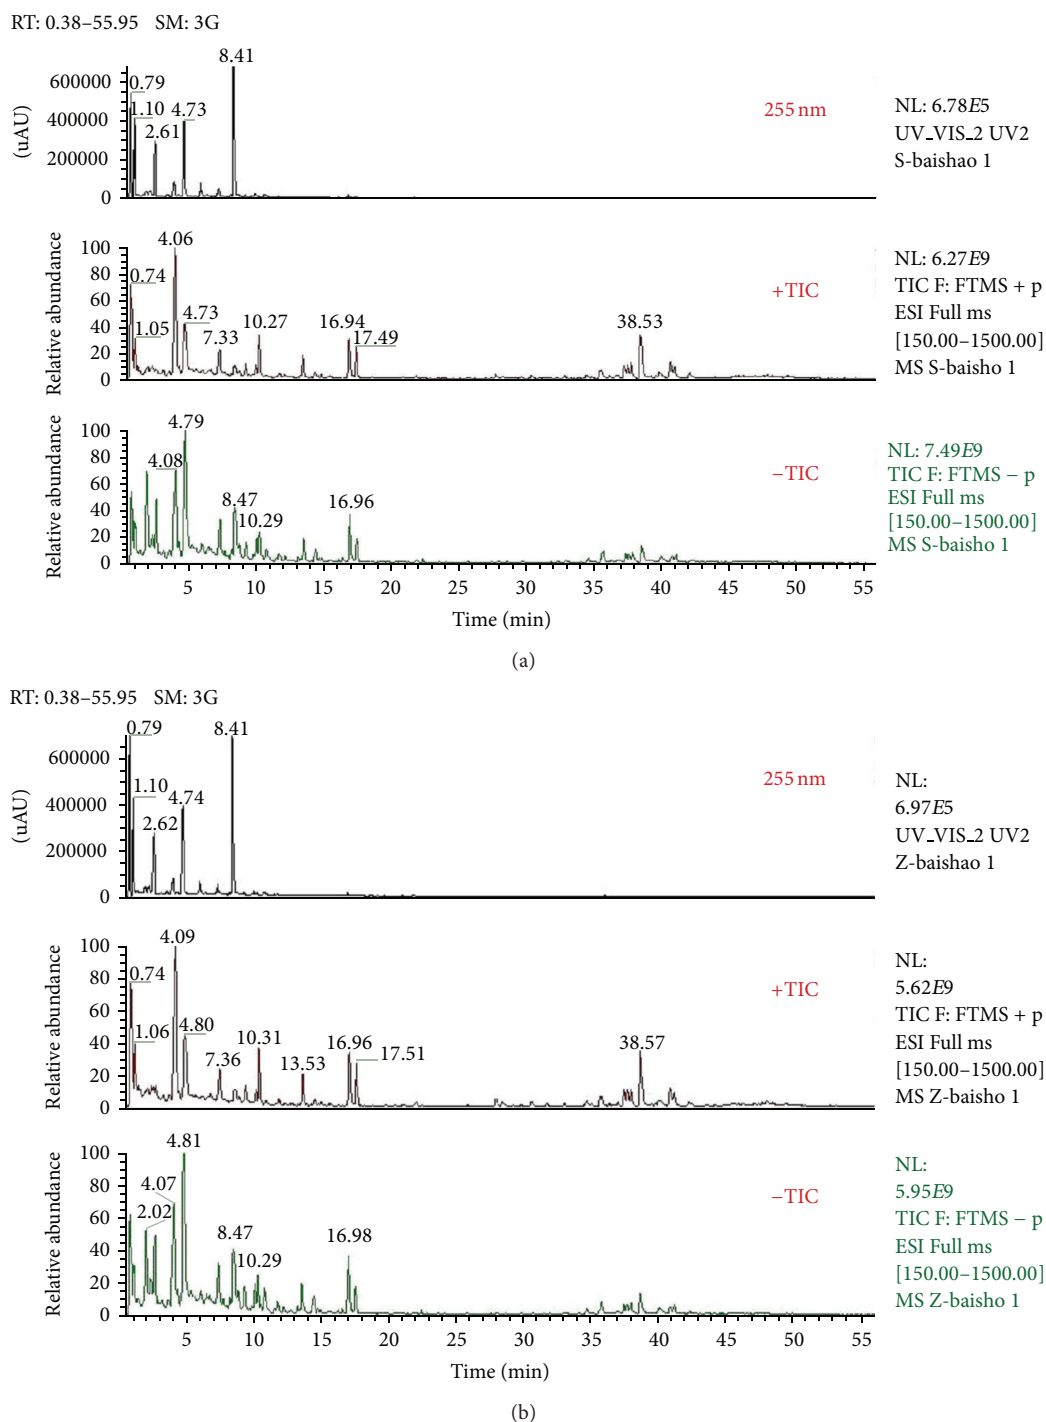 RT: 0.38–55.95 SM: 3G
8.41
600000
0.79
400000
1.10
4.73
2.61
200000
0
(uAU)
255 nm
NL: 6.78E5
UV_VIS_2 UV2
S-baishao 1
4.06
100
80
0.74
60
40
4.73
1.05
7.33
10.27
16.94
17.49
38.53
20
0
Relative abundance
+TIC
NL: 6.27E9
TIC F: FTMS + p
ESI Full ms
[150.00–1500.00]
MS S-baisho 1
4.79
100
80
4.08
60
40
8.47
10.29
16.96
20
0
Relative abundance
−TIC
NL: 7.49E9
TIC F: FTMS − p
ESI Full ms
[150.00–1500.00]
MS S-baisho 1
5 10 15 20 25 30 35 40 45 50 55
Time (min)
(a)
RT: 0.38–55.95 SM: 3G
0.79
8.41
600000
1.10
4.74
400000
2.62
200000
0
(uAU)
255 nm
NL:
6.97E5
UV_VIS_2 UV2
Z-baishao 1
4.09
100
80
0.74
60
40
1.06
4.80
7.36
10.31
13.53
16.96
17.51
38.57
20
0
Relative abundance
+TIC
NL:
5.62E9
TIC F: FTMS + p
ESI Full ms
[150.00–1500.00]
MS Z-baisho 1
4.81
100
80
4.07
60
2.02
40
8.47
10.29
16.98
20
0
Relative abundance
−TIC
NL:
5.95E9
TIC F: FTMS − p
ESI Full ms
[150.00–1500.00]
MS Z-baisho 1
5 10 15 20 25 30 35 40 45 50 55
Time (min)
(b)